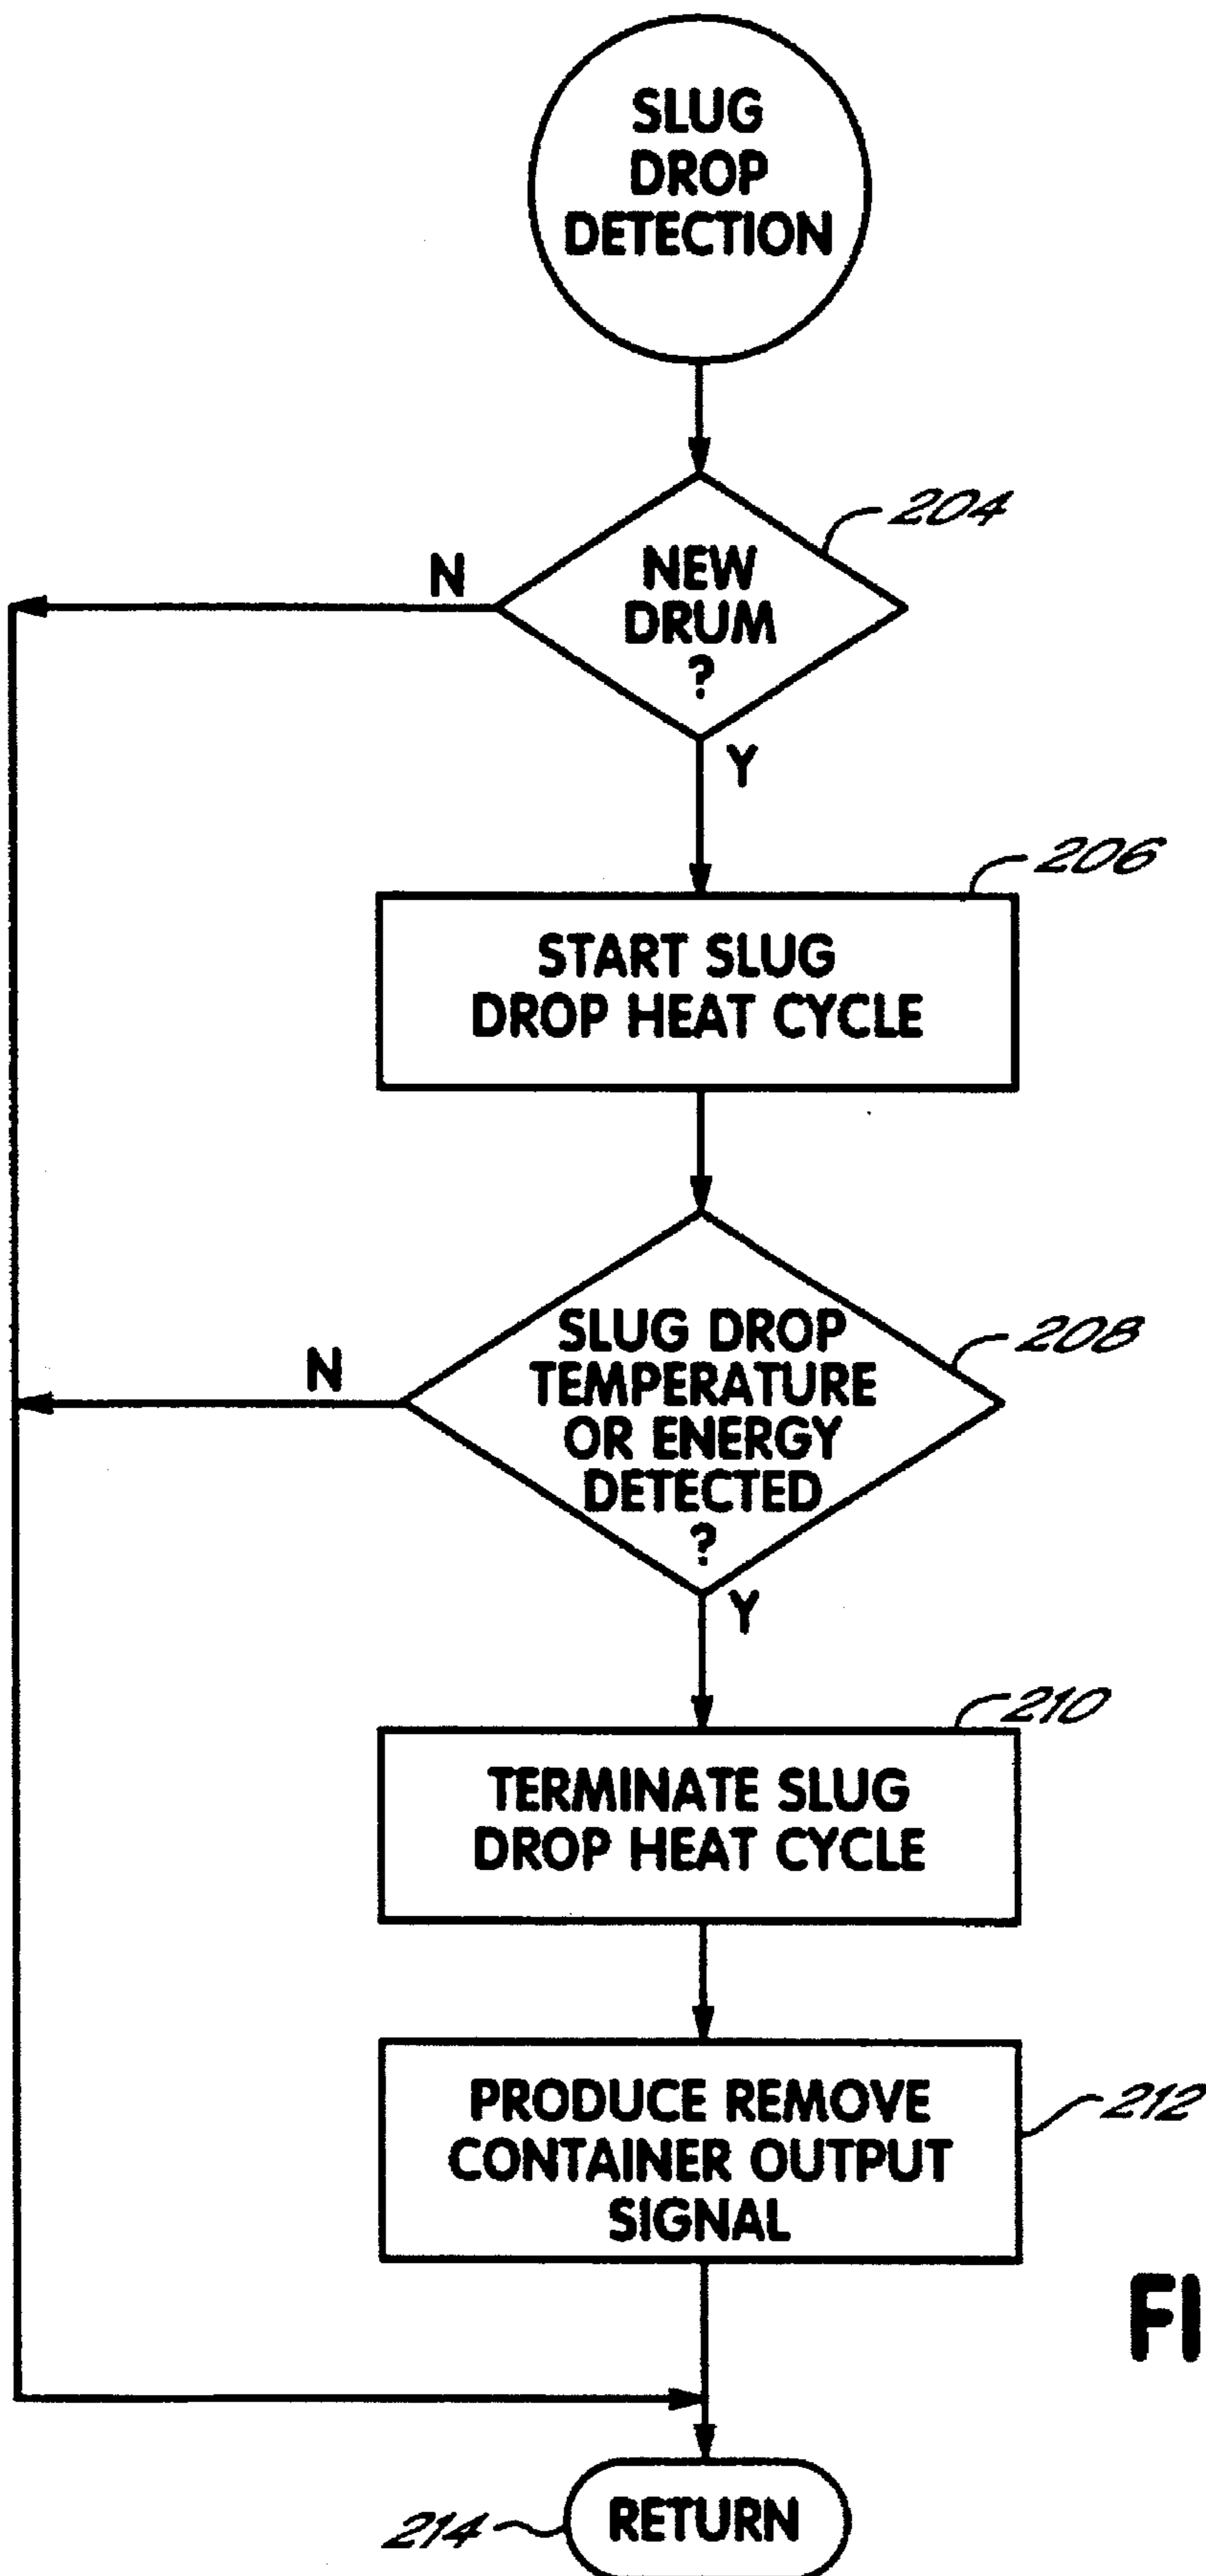 SLUG
DROP
DETECTION
204
NEW
DRUM
?
N
Y
206
START SLUG
DROP HEAT CYCLE
208
SLUG DROP
TEMPERATURE
OR ENERGY
DETECTED
?
N
Y
210
TERMINATE SLUG
DROP HEAT CYCLE
212
PRODUCE REMOVE
CONTAINER OUTPUT
SIGNAL
FI
214
RETURN